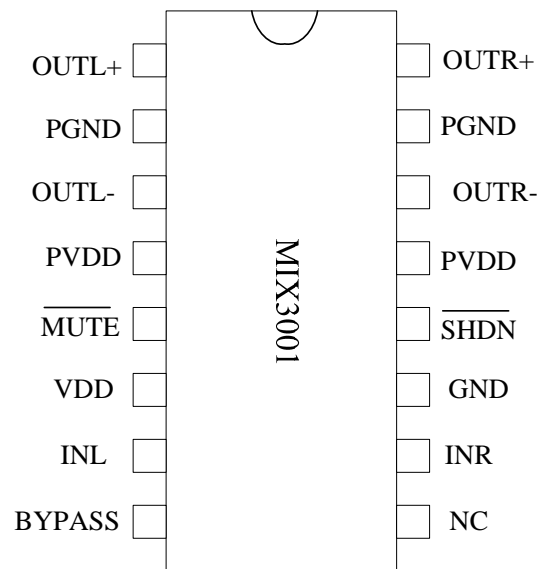 OUTL+ OUTR+
PGND PGND
OUTL- OUTR-
PVDD PVDD
MUTE SHDN
VDD GND
INL INR
BYPASS NC
MIX3001